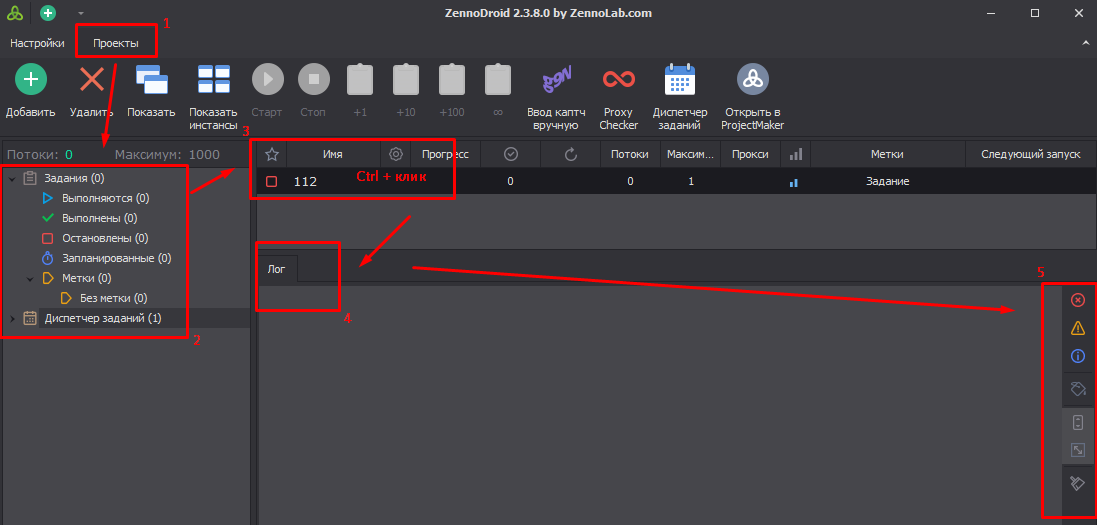 ZennoDroid 2.3.8.0 by ZennoLab.com
1
Настройки Проекты
Добавить Удалить Показать Показать инстансы Старт Стоп +1 +10 +100 ∞ Ввод каптч вручную Proxy Checker Диспетчер заданий Открыть в ProjectMaker
3
Потоки: 0 Максимум: 1000
Имя Прогресс Потоки Максим... Прокси Метки Следующий запуск
112 Ctrl + клик 0 0 1 Задание
Задания (0)
Выполняются (0)
Выполнены (0)
Остановлены (0)
Запланированные (0)
Метки (0)
Без метки (0)
Диспетчер заданий (1)
2
Лог
4
5